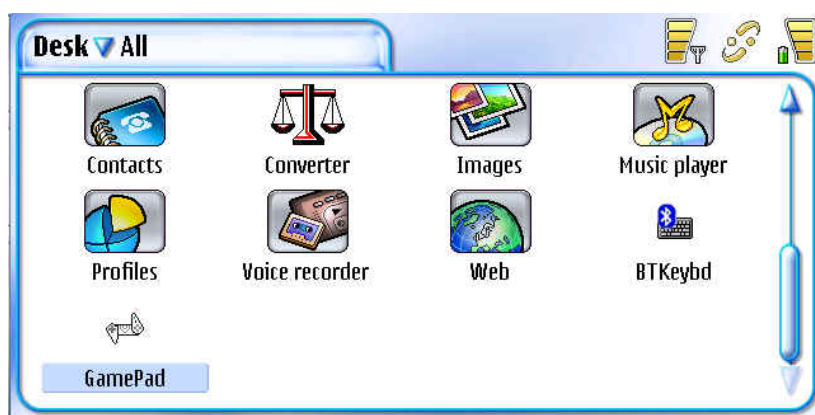 Desk All
Contacts Converter Images Music player
Profiles Voice recorder Web BTKeybd
GamePad